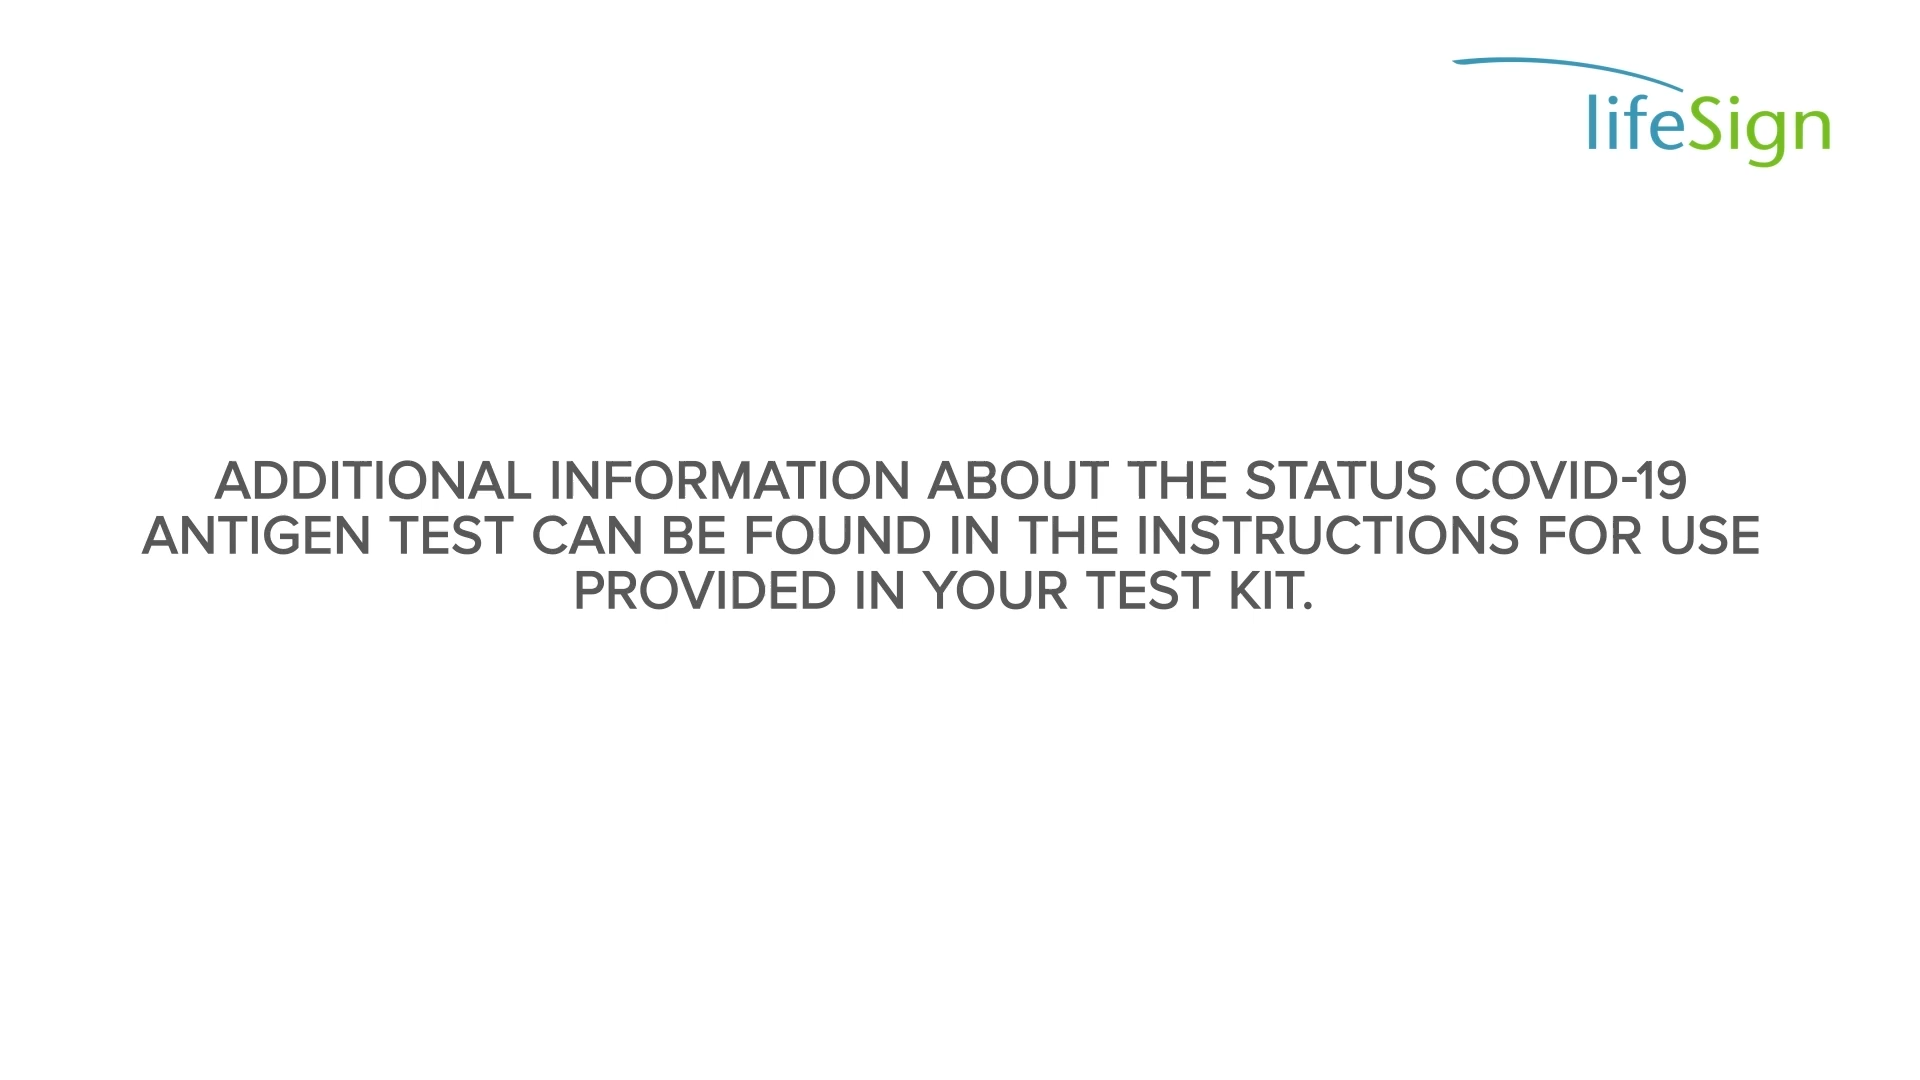 lifeSign
ADDITIONAL INFORMATION ABOUT THE STATUS COVID-19
ANTIGEN TEST CAN BE FOUND IN THE INSTRUCTIONS FOR USE
PROVIDED IN YOUR TEST KIT.